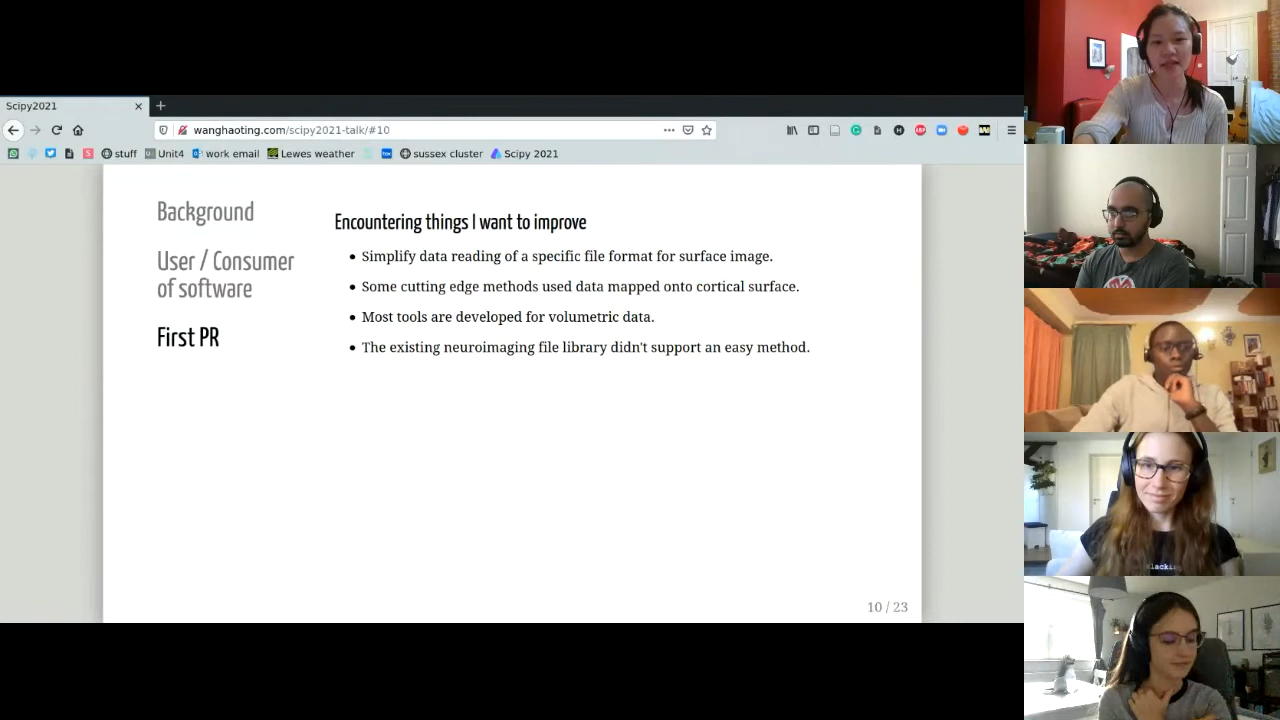 Scipy2021
wanghaoting.com/scipy2021-talk/#10
stuff Unit4 work email Lewes weather sussex cluster Scipy 2021
Background
User / Consumer
of software
First PR
Encountering things I want to improve
• Simplify data reading of a specific file format for surface image.
• Some cutting edge methods used data mapped onto cortical surface.
• Most tools are developed for volumetric data.
• The existing neuroimaging file library didn't support an easy method.
10 / 23